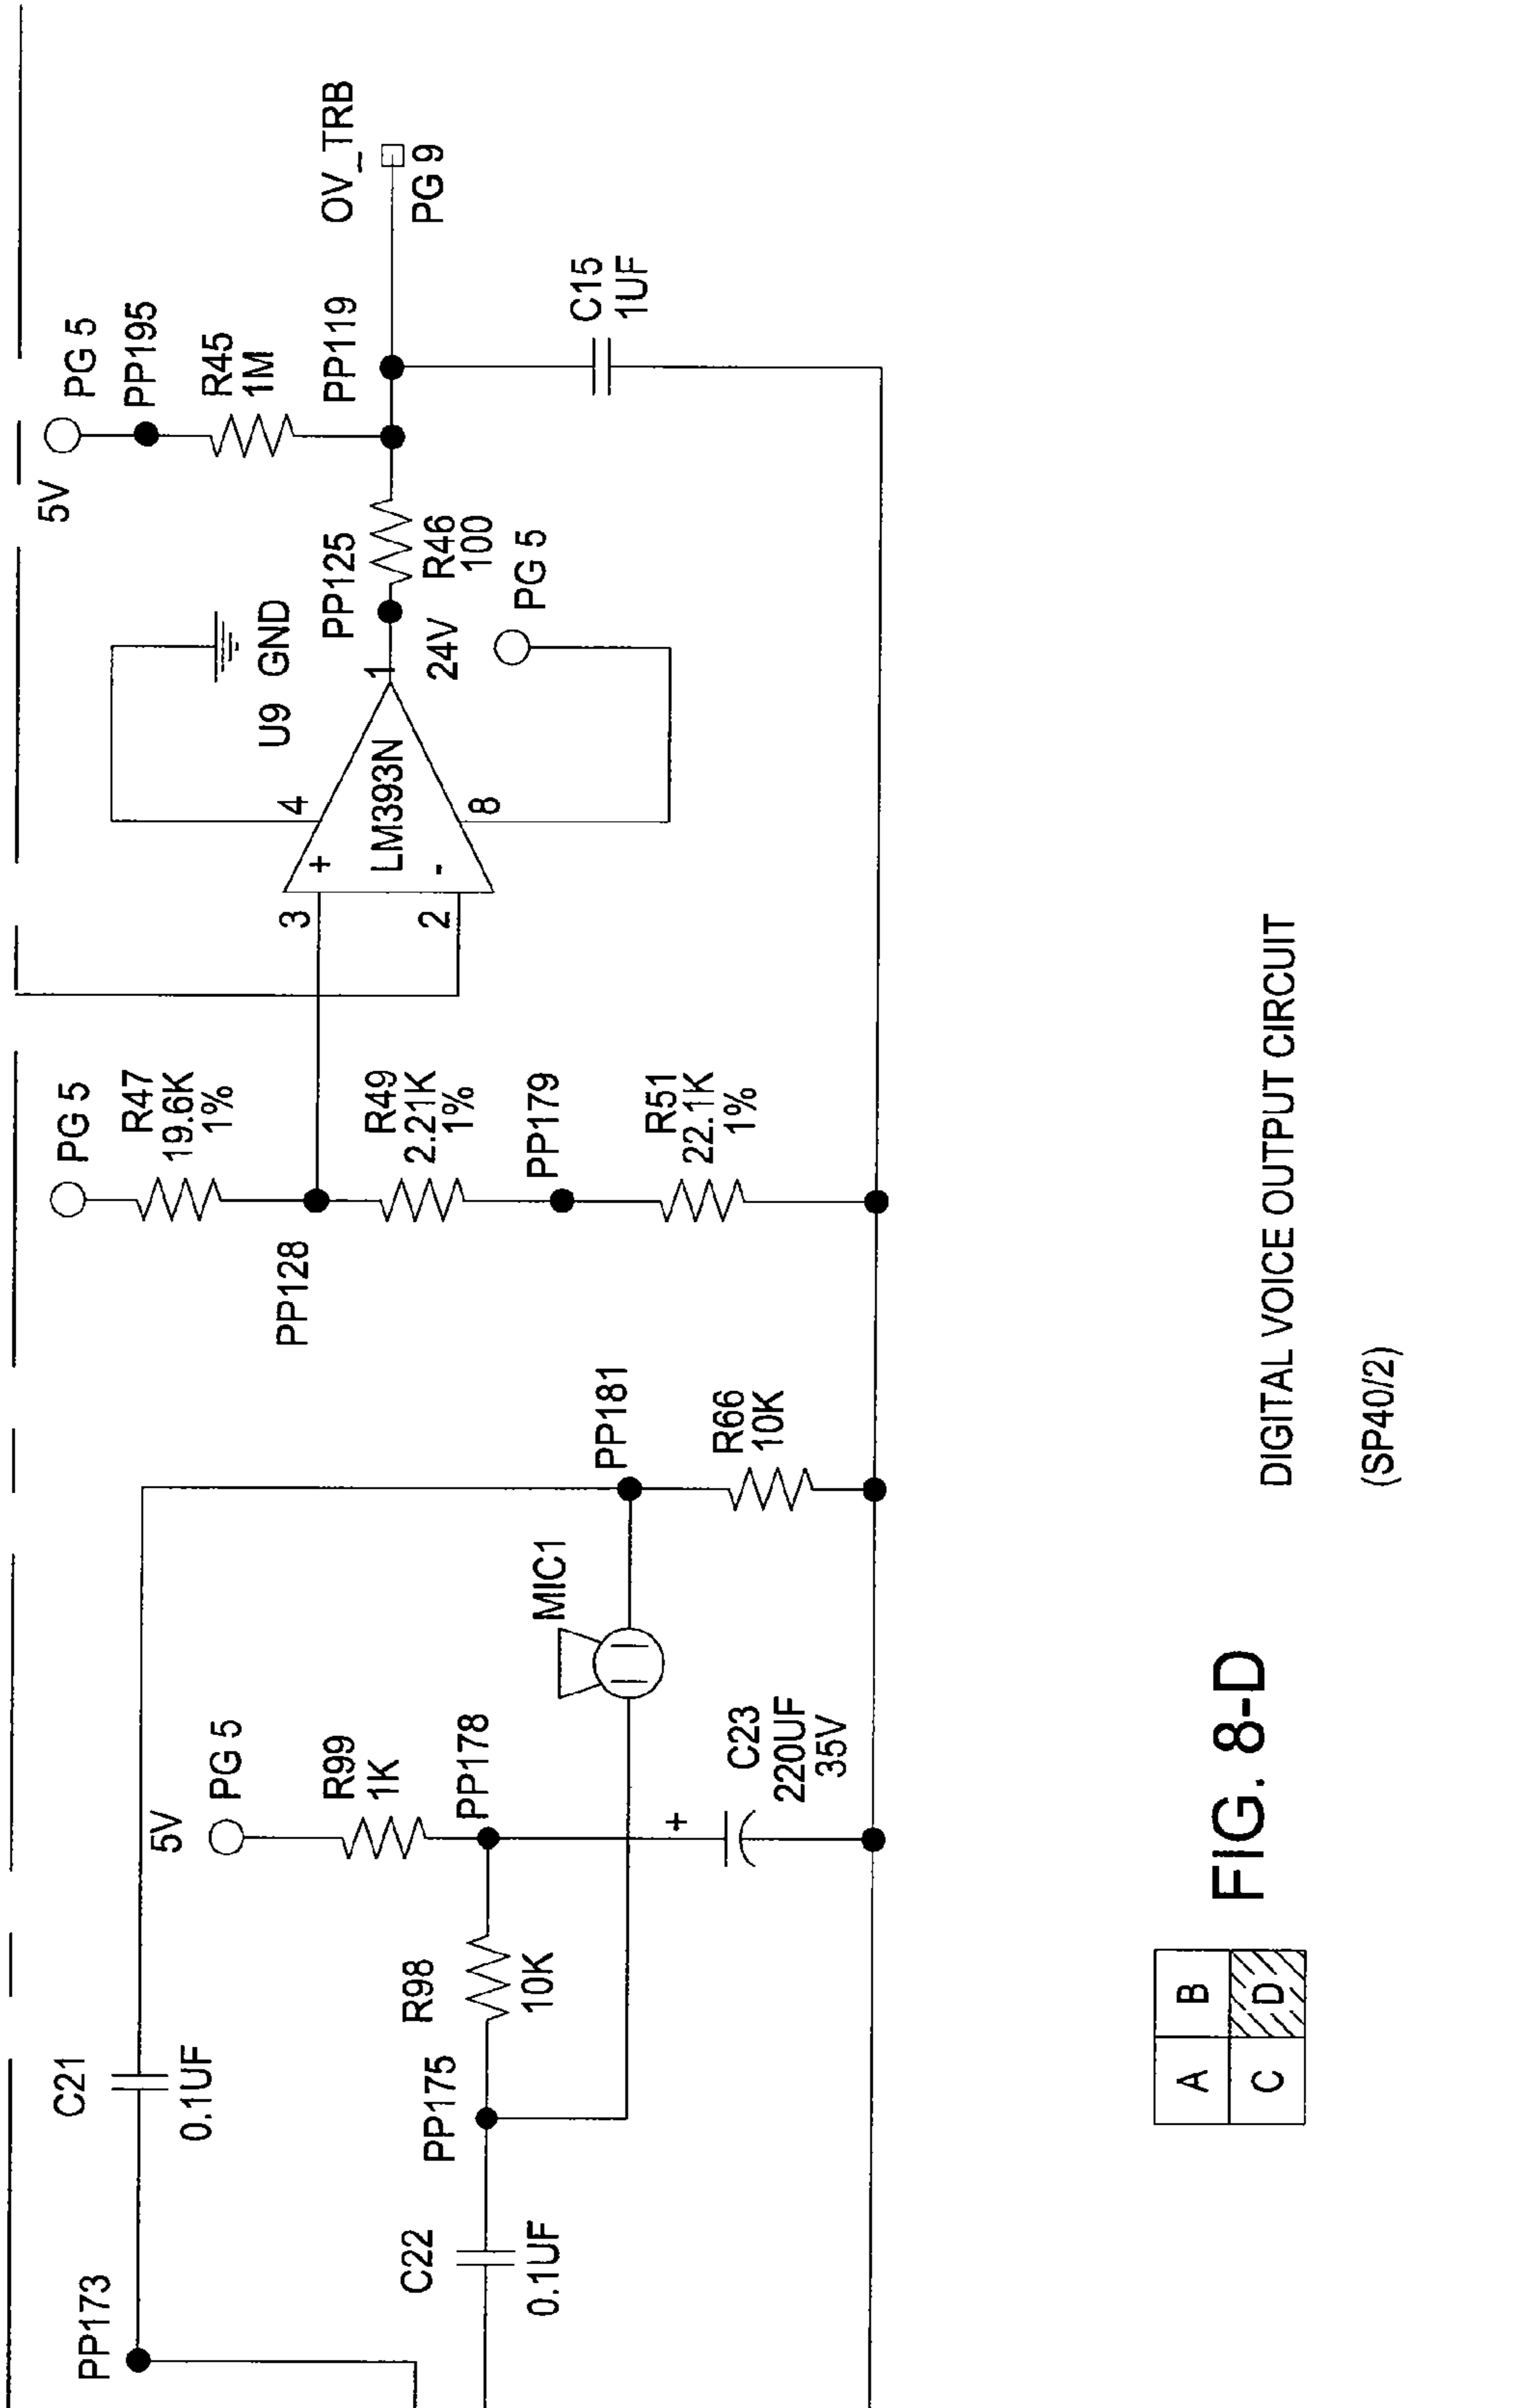 PP173
C21
0.1UF
C22
0.1UF
PP175
R98
10K
5V
PG 5
R99
1K
PP178
+
C23
220UF
35V
MIC1
PP181
R66
10K
PG 5
R47
19.6K
1%
PP128
R49
2.21K
1%
PP179
R51
22.1K
1%
3
2
+
-
LM393N
4
8
1
U9 GND
24V
PG 5
PP125
R46
100
5V
PG 5
PP195
R45
1M
PP119
C15
1UF
OV_TRB
PG 9
A B
C D
FIG. 8-D
DIGITAL VOICE OUTPUT CIRCUIT
(SP40/2)